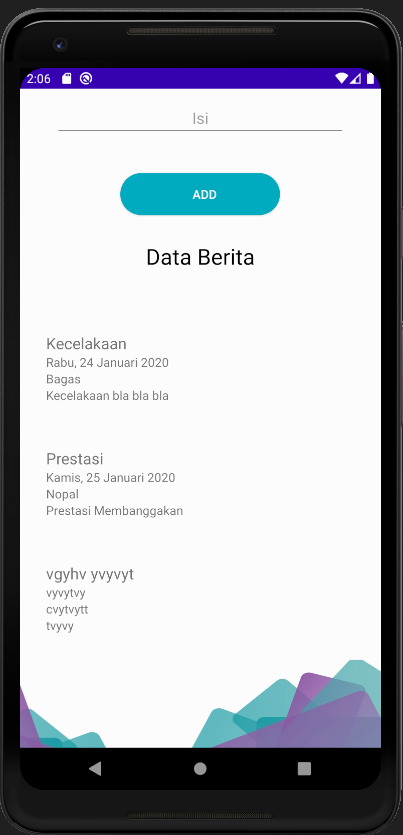 2:06
Isi
ADD
Data Berita
Kecelakaan
Rabu, 24 Januari 2020
Bagas
Kecelakaan bla bla bla
Prestasi
Kamis, 25 Januari 2020
Nopal
Prestasi Membanggakan
vgyhv yvyvyt
vyvytvy
cvytvytt
tvyvy